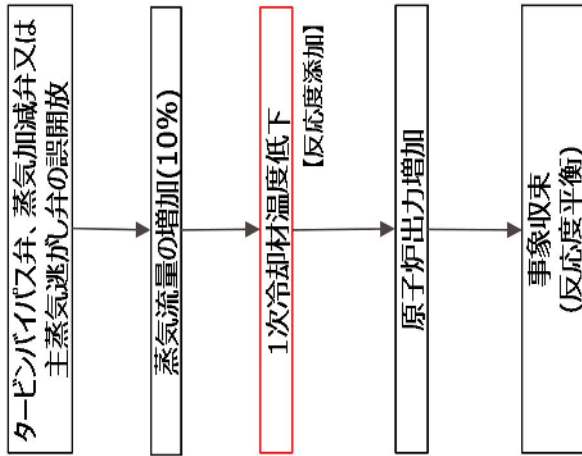 タービンバイパス弁、蒸気加減弁又は
主蒸気逃がし弁の誤開放
蒸気流量の増加(10%)
1次冷却材温度低下
【反応度添加】
原子炉出力増加
事象収束
(反応度平衡)